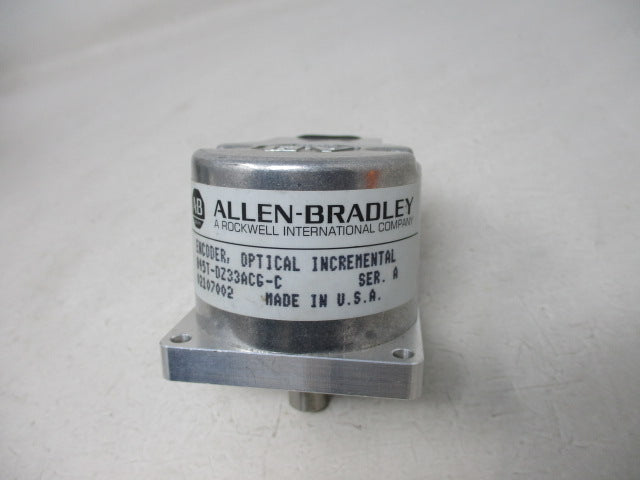 AB ALLEN-BRADLEY
A ROCKWELL INTERNATIONAL COMPANY
ENCODER, OPTICAL INCREMENTAL
845T-DZ33ACG-C SER. A
MADE IN U.S.A.